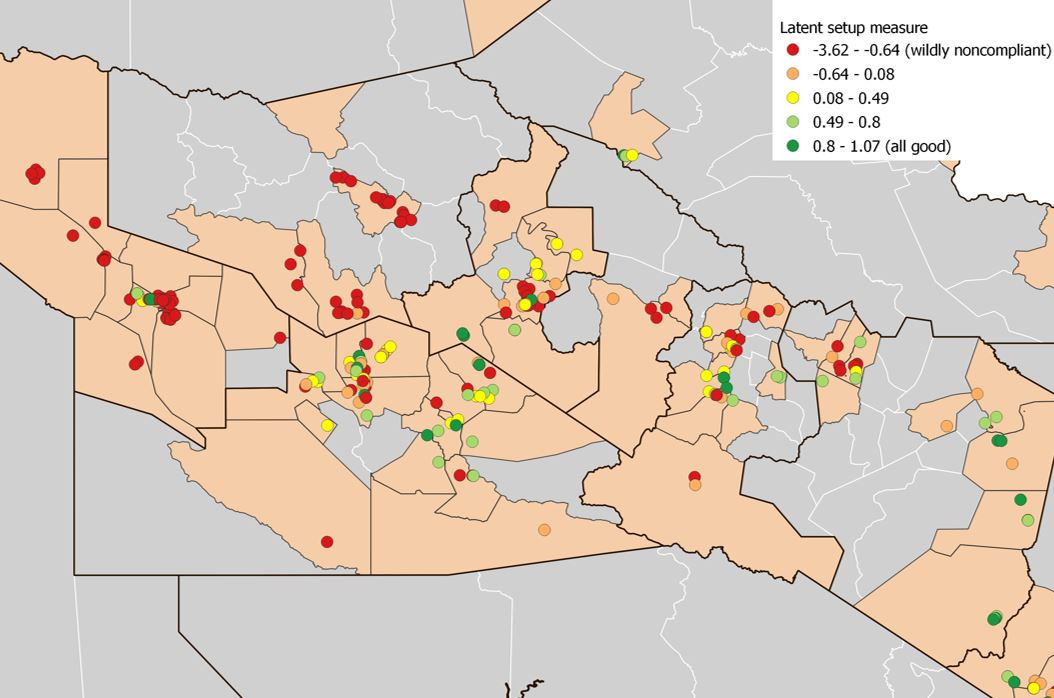 Latent setup measure
-3.62 - -0.64 (wildly noncompliant)
-0.64 - 0.08
0.08 - 0.49
0.49 - 0.8
0.8 - 1.07 (all good)